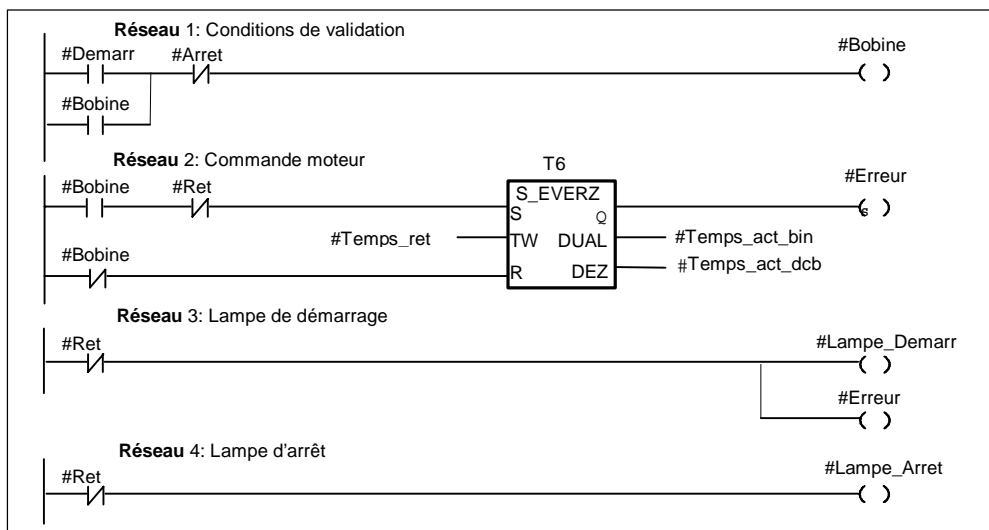 Réseau 1: Conditions de validation
#Demarr #Arret #Bobine
#Bobine
Réseau 2: Commande moteur
T6
#Bobine #Ret #Erreur
S_EVERZ
S Q s
#Temps_ret TW DUAL #Temps_act_bin
#Bobine
R DEZ #Temps_act_dcb
Réseau 3: Lampe de démarrage
#Ret #Lampe_Demarr
#Erreur
Réseau 4: Lampe d'arrêt
#Ret #Lampe_Arret